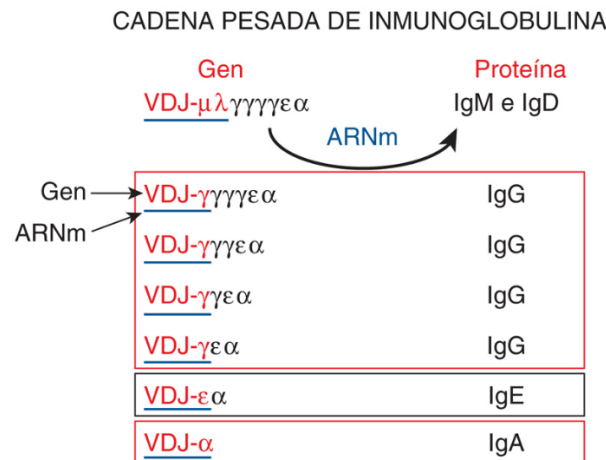 CADENA PESADA DE INMUNOGLOBULINA
Gen Proteína
VDJ-μλγγγγεα IgM e IgD
ARNm
Gen VDJ-γγγγεα IgG
ARNm
VDJ-γγγεα IgG
VDJ-γγεα IgG
VDJ-γεα IgG
VDJ-εα IgE
VDJ-α IgA